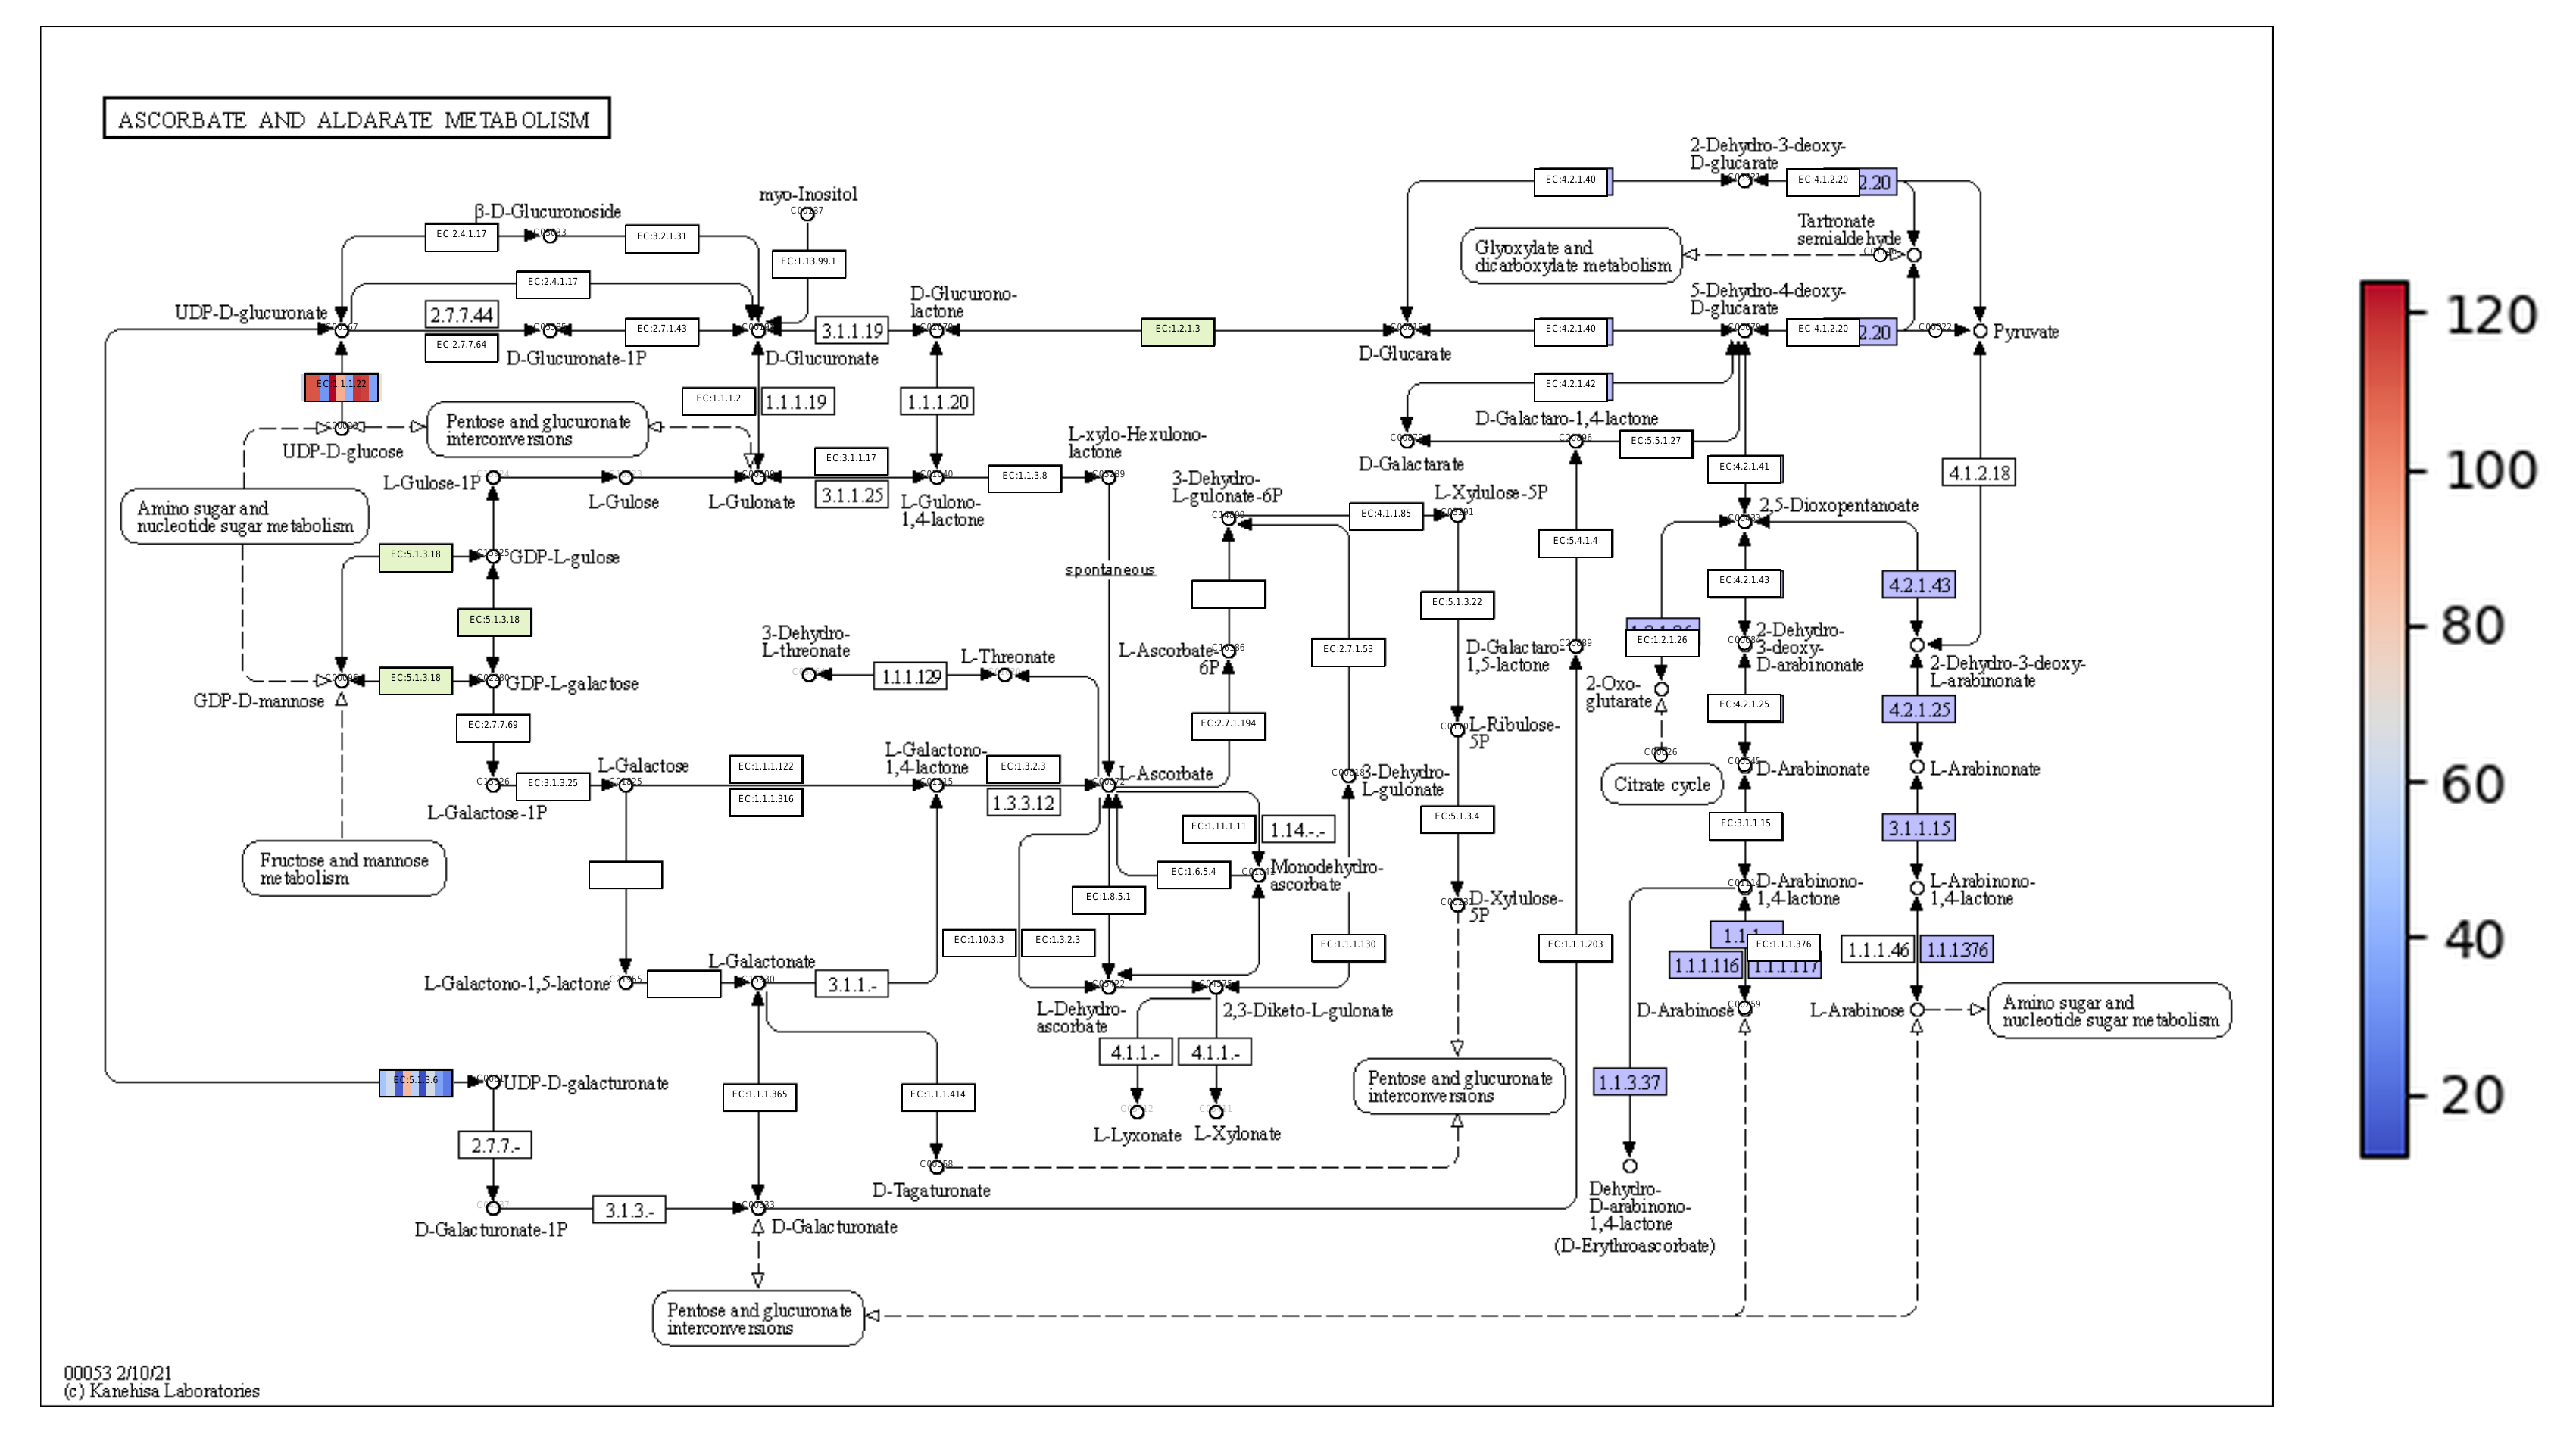 ASCORBATE AND ALDARATE METABOLISM
2-Dehydro-3-deoxy-
D-glucarate
EC:4.2.1.40
EC:4.1.2.20
2.20
myo-Inositol
C00137
β-D-Glucuronoside
EC:2.4.1.17
EC:3.2.1.31
EC:1.13.99.1
Tartronate
semialdehyde
Glyoxylate and
dicarboxylate metabolism
EC:2.4.1.17
UDP-D-glucuronate
2.7.7.44
EC:2.7.7.64
D-Glucuronate-1P
EC:2.7.1.43
D-Glucuronate
3.1.1.19
D-Glucurono-
lactone
EC:1.2.1.3
D-Glucarate
EC:4.2.1.40
5-Dehydro-4-deoxy-
D-glucarate
EC:4.1.2.20
2.20
C00022
Pyruvate
EC:1.1.1.22
EC:1.1.1.2
1.1.1.19
1.1.1.20
EC:4.2.1.42
Pentose and glucuronate
interconversions
UDP-D-glucose
D-Galactaro-1,4-lactone
EC:5.5.1.27
D-Galactarate
L-xylo-Hexulono-
lactone
L-Gulose-1P
L-Gulose
L-Gulonate
EC:3.1.1.17
3.1.1.25
L-Gulono-
1,4-lactone
EC:1.1.3.8
3-Dehydro-
L-gulonate-6P
EC:4.1.1.85
L-Xylulose-5P
EC:4.2.1.41
4.1.2.18
2,5-Dioxopentanoate
Amino sugar and
nucleotide sugar metabolism
EC:5.1.3.18
GDP-L-gulose
spontaneous
EC:5.4.1.4
EC:4.2.1.43
4.2.1.43
EC:5.1.3.18
EC:5.1.3.22
EC:1.2.1.26
3-Dehydro-
L-threonate
1.1.1.129
L-Threonate
L-Ascorbate-
6P
EC:2.7.1.53
D-Galactaro-
1,5-lactone
2-Dehydro-
3-deoxy-
D-arabinonate
2-Dehydro-3-deoxy-
L-arabinonate
GDP-D-mannose
EC:5.1.3.18
GDP-L-galactose
2-Oxo-
glutarate
EC:2.7.7.69
EC:2.7.1.194
L-Ribulose-
5P
EC:4.2.1.25
4.2.1.25
C00026
Citrate cycle
L-Galactose-1P
EC:3.1.3.25
L-Galactose
EC:1.1.1.122
EC:1.1.1.316
L-Galactono-
1,4-lactone
EC:1.3.2.3
1.3.3.12
L-Ascorbate
3-Dehydro-
L-gulonate
D-Arabinonate
L-Arabinonate
Fructose and mannose
metabolism
EC:1.11.11
1.14.-.-
EC:5.1.3.4
EC:3.1.1.15
3.1.1.15
EC:1.6.5.4
Monodehydro-
ascorbate
EC:1.8.5.1
D-Xylulose-
5P
D-Arabinono-
1,4-lactone
L-Arabinono-
1,4-lactone
EC:1.10.3.3
EC:1.3.2.3
EC:1.1.1.130
EC:1.1.1.203
EC:1.1.1.376
1.1.1.116
1.1.1.117
1.1.1.46
1.1.1.376
L-Galactono-1,5-lactone
L-Galactonate
3.1.1.-
L-Dehydro-
ascorbate
2,3-Diketo-L-gulonate
D-Arabinose
L-Arabinose
Amino sugar and
nucleotide sugar metabolism
4.1.1.-
4.1.1.-
EC:5.1.3.6
UDP-D-galacturonate
EC:1.1.1.365
EC:1.1.1.414
Pentose and glucuronate
interconversions
1.1.3.37
L-Lyxonate
L-Xylonate
2.7.7.-
D-Tagaturonate
D-Galacturonate-1P
3.1.3.-
D-Galacturonate
Dehydro-
D-arabinono-
1,4-lactone
(D-Erythroascorbate)
Pentose and glucuronate
interconversions
00053 2/10/21
(c) Kanehisa Laboratories
120
100
80
60
40
20